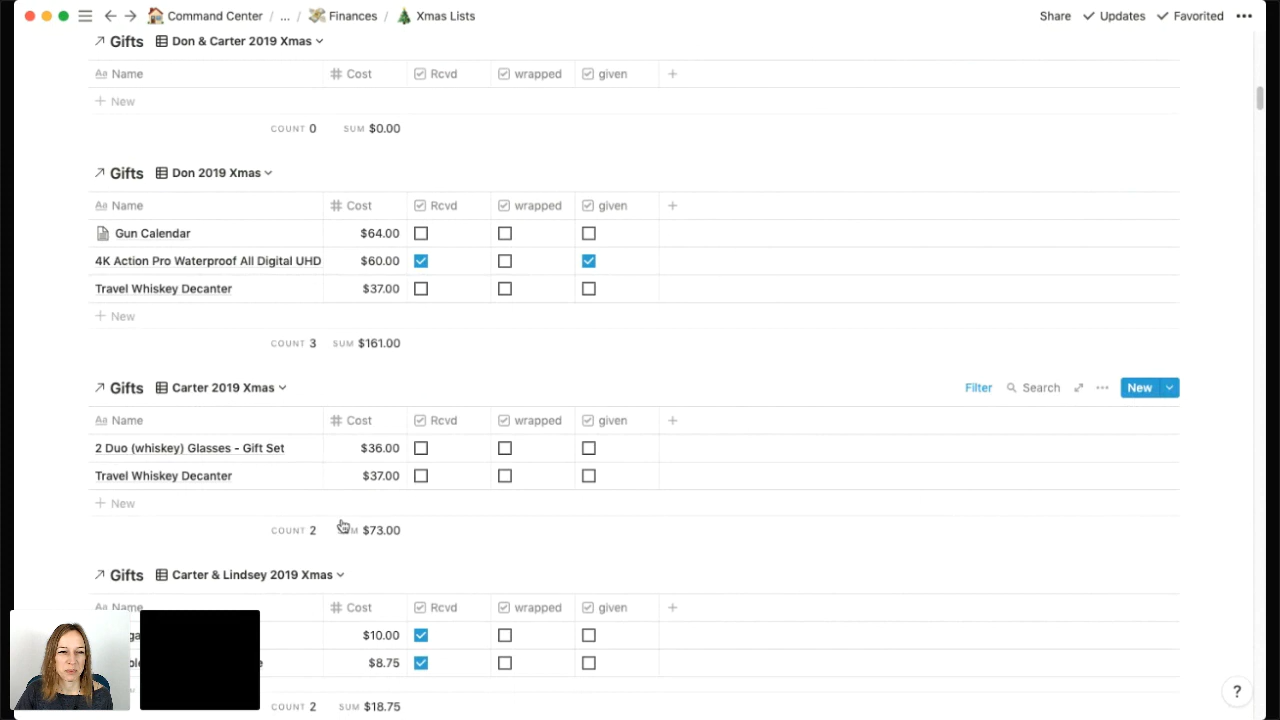 Command Center / ... / Finances / Xmas Lists Share Updates Favorited •••
Gifts Don & Carter 2019 Xmas
Aa Name # Cost Rcvd wrapped given +
+ New
COUNT 0 SUM $0.00
Gifts Don 2019 Xmas
Aa Name # Cost Rcvd wrapped given +
Gun Calendar $64.00
4K Action Pro Waterproof All Digital UHD $60.00
Travel Whiskey Decanter $37.00
+ New
COUNT 3 SUM $161.00
Gifts Carter 2019 Xmas Filter Search ••• New
Aa Name # Cost Rcvd wrapped given +
2 Duo (whiskey) Glasses - Gift Set $36.00
Travel Whiskey Decanter $37.00
+ New
COUNT 2 $73.00
Gifts Carter & Lindsey 2019 Xmas
Aa Name # Cost Rcvd wrapped given +
$10.00
$8.75
COUNT 2 SUM $18.75
?